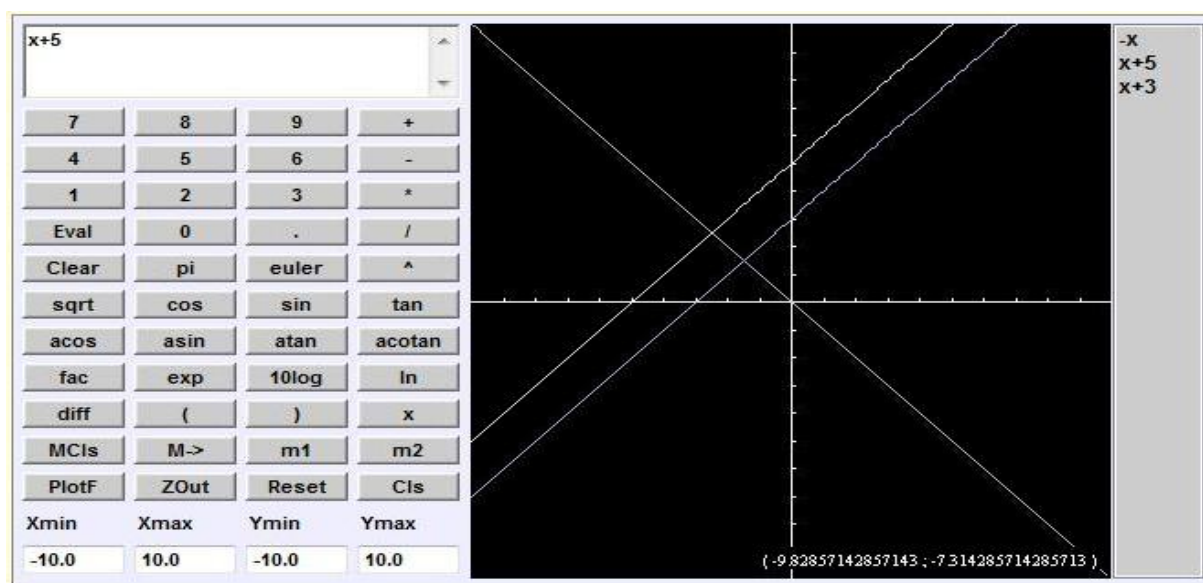 x+5
7 8 9 +
4 5 6 -
1 2 3 *
Eval 0 . /
Clear pi euler ^
sqrt cos sin tan
acos asin atan acotan
fac exp 10log ln
diff ( ) x
MCls M-> m1 m2
PlotF ZOut Reset Cls
Xmin Xmax Ymin Ymax
-10.0 10.0 -10.0 10.0
( -9.82857142857143 ; -7.314285714285713 )
-x
x+5
x+3